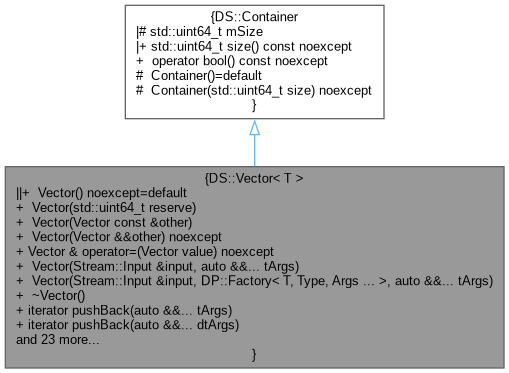 {DS::Container
|# std::uint64_t mSize
|+ std::uint64_t size() const noexcept
+  operator bool() const noexcept
#  Container()=default
#  Container(std::uint64_t size) noexcept
}
{DS::Vector< T >
||+  Vector() noexcept=default
+  Vector(std::uint64_t reserve)
+  Vector(Vector const &other)
+  Vector(Vector &&other) noexcept
+ Vector & operator=(Vector value) noexcept
+  Vector(Stream::Input &input, auto &&... tArgs)
+  Vector(Stream::Input &input, DP::Factory< T, Type, Args ... >, auto &&... tArgs)
+  ~Vector()
+ iterator pushBack(auto &&... tArgs)
+ iterator pushBack(auto &&... dtArgs)
and 23 more...
}